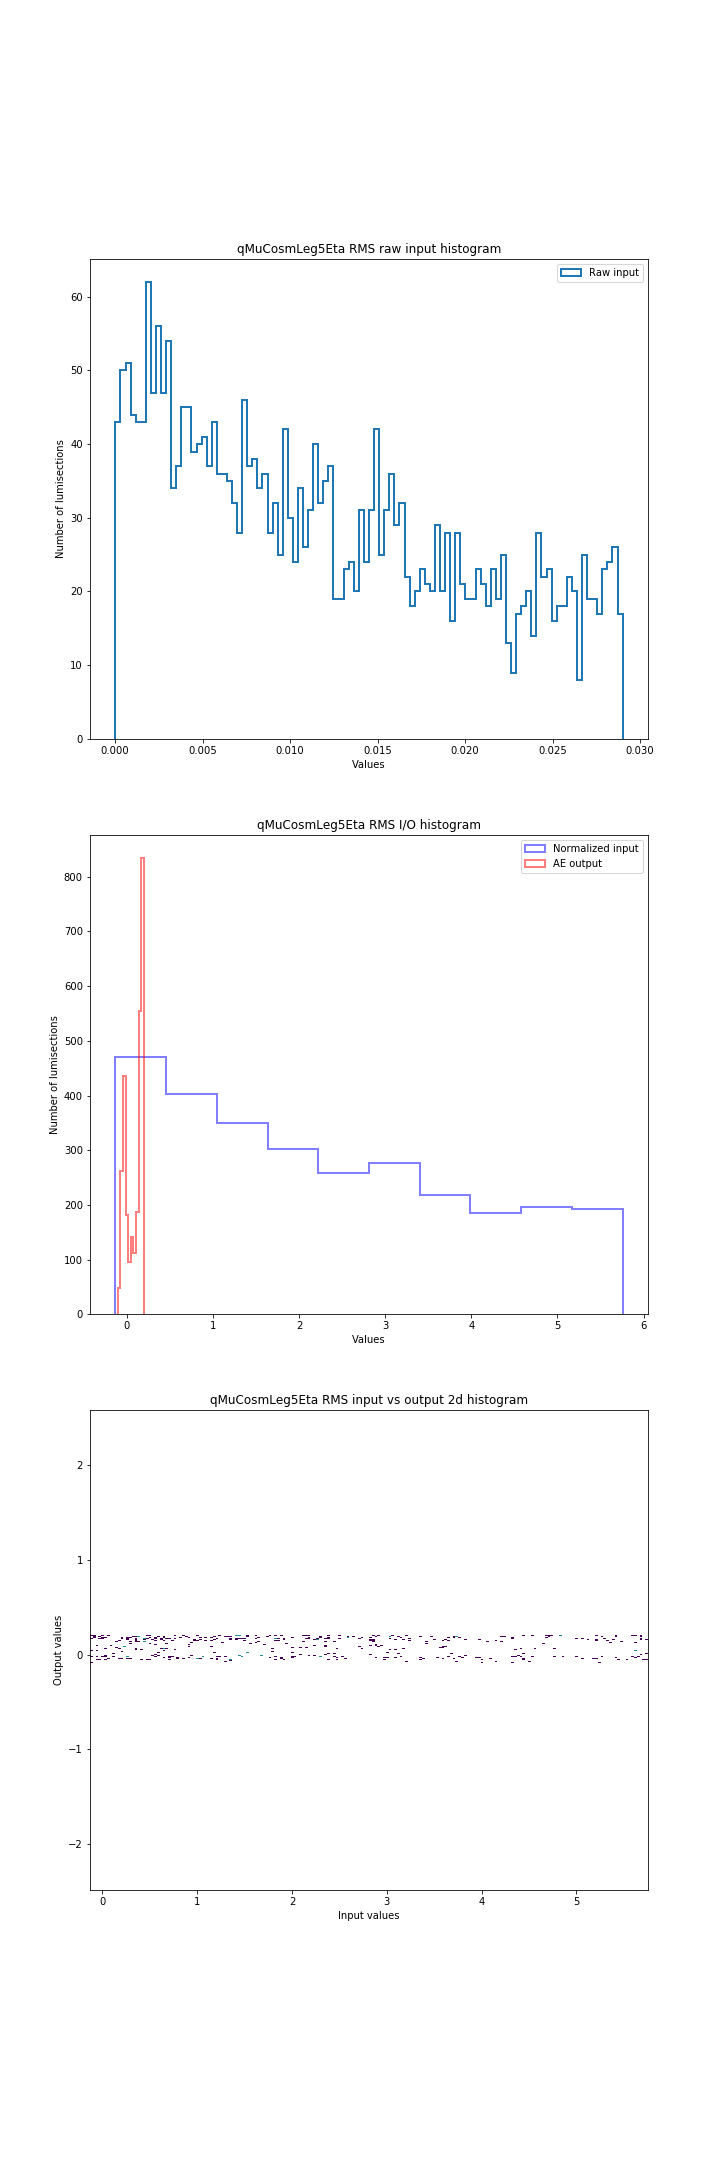 qMuCosmLeg5Eta RMS raw input histogram
Raw input
60
50
40
30
20
10
0
Number of lumisections
0.000 0.005 0.010 0.015 0.020 0.025 0.030
Values
qMuCosmLeg5Eta RMS I/O histogram
Normalized input
AE output
800
700
600
500
400
300
200
100
0
Number of lumisections
0 1 2 3 4 5 6
Values
qMuCosmLeg5Eta RMS input vs output 2d histogram
2
1
0
−1
−2
Output values
0 1 2 3 4 5
Input values